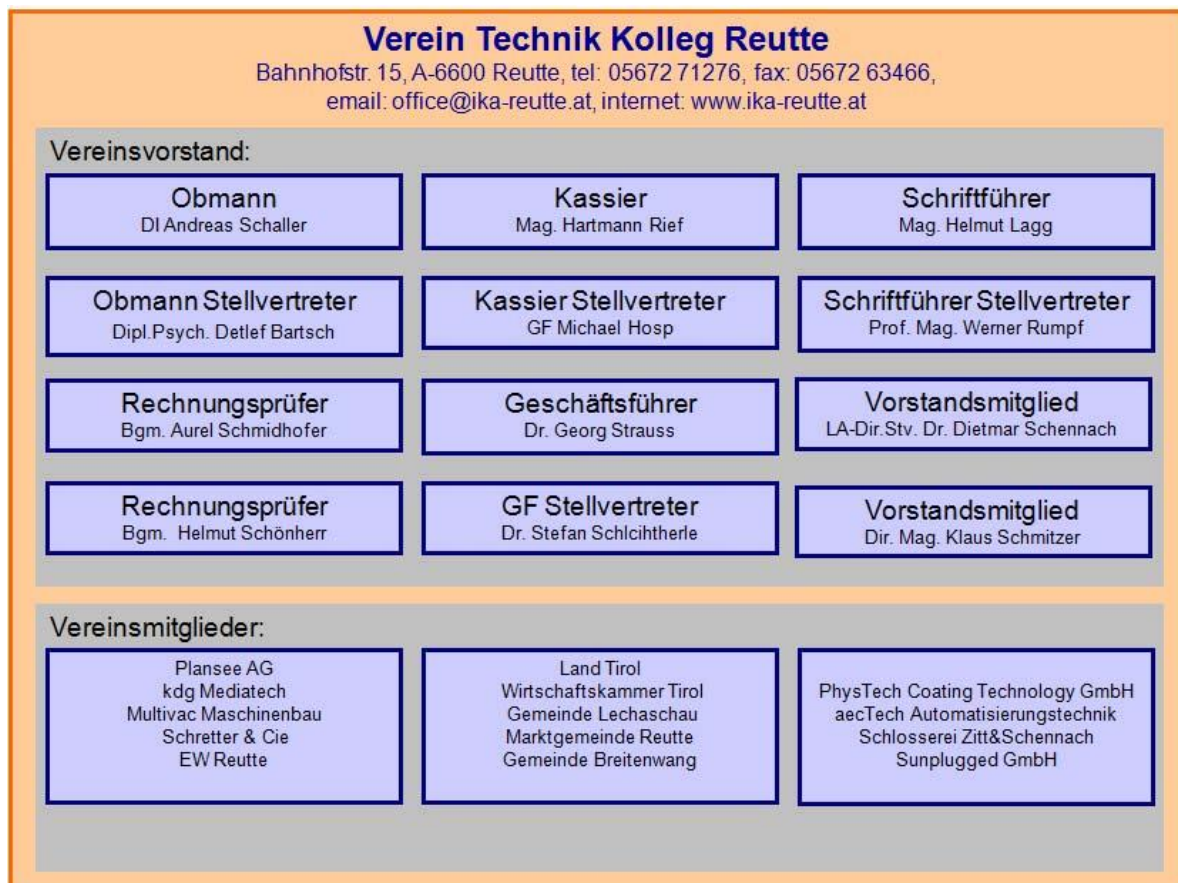 Verein Technik Kolleg Reutte
Bahnhofstr. 15, A-6600 Reutte, tel: 05672 71276, fax: 05672 63466,
email: office@ika-reutte.at, internet: www.ika-reutte.at
Vereinsvorstand:
Obmann
DI Andreas Schaller
Kassier
Mag. Hartmann Rief
Schriftführer
Mag. Helmut Lagg
Obmann Stellvertreter
Dipl.Psych. Detlef Bartsch
Kassier Stellvertreter
GF Michael Hosp
Schriftführer Stellvertreter
Prof. Mag. Werner Rumpf
Rechnungsprüfer
Bgm. Aurel Schmidhofer
Geschäftsführer
Dr. Georg Strauss
Vorstandsmitglied
LA-Dir.Stv. Dr. Dietmar Schennach
Rechnungsprüfer
Bgm. Helmut Schönherr
GF Stellvertreter
Dr. Stefan Schlcihtherle
Vorstandsmitglied
Dir. Mag. Klaus Schmitzer
Vereinsmitglieder:
Plansee AG
kdg Mediatech
Multivac Maschinenbau
Schretter & Cie
EW Reutte
Land Tirol
Wirtschaftskammer Tirol
Gemeinde Lechaschau
Marktgemeinde Reutte
Gemeinde Breitenwang
PhysTech Coating Technology GmbH
aecTech Automatisierungstechnik
Schlosserei Zitt&Schennach
Sunplugged GmbH